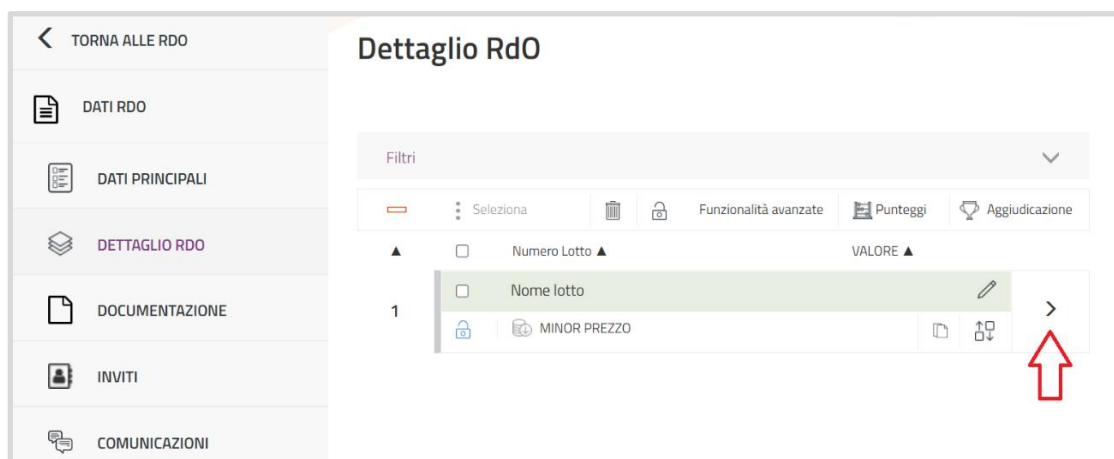 TORNA ALLE RDO
DATI RDO
DATI PRINCIPALI
DETTAGLIO RDO
DOCUMENTAZIONE
INVITI
COMUNICAZIONI
Dettaglio RdO
Filtri
Seleziona Funzionalità avanzate Punteggi Aggiudicazione
▲ Numero Lotto ▲ VALORE ▲
1
Nome lotto
MINOR PREZZO